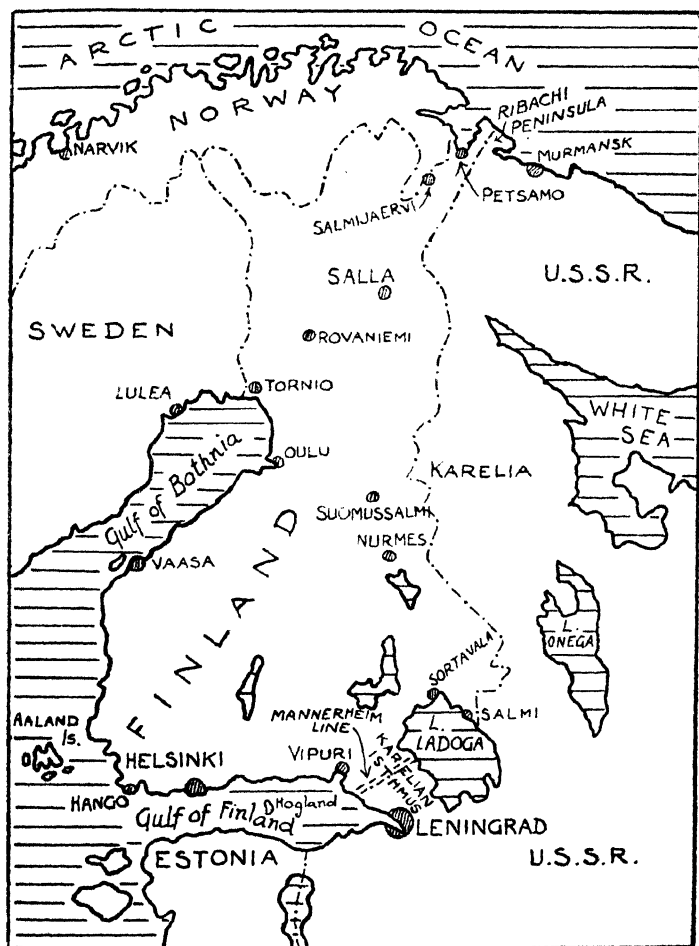 ARCTIC OCEAN
NORWAY
RIBACHI
PENINSULA
NARVIK
MURMANSK
PETSAMO
SALMIJAERVI
SALLA
U.S.S.R.
SWEDEN
ROVANIEMI
LULEA
TORNIO
WHITE
SEA
OULU
Gulf of Bothnia
KARELIA
SUOMUSSALMI
NURMES
VAASA
FINLAND
L.
ONEGA
SORTAVALA
MANNERHEIM
LINE
SALMI
L.
LADOGA
AALAND
Is.
KARELIAN
ISTHMUS
HELSINKI
VIPURI
HANGO
Hogland
Gulf of Finland
LENINGRAD
ESTONIA
U.S.S.R.